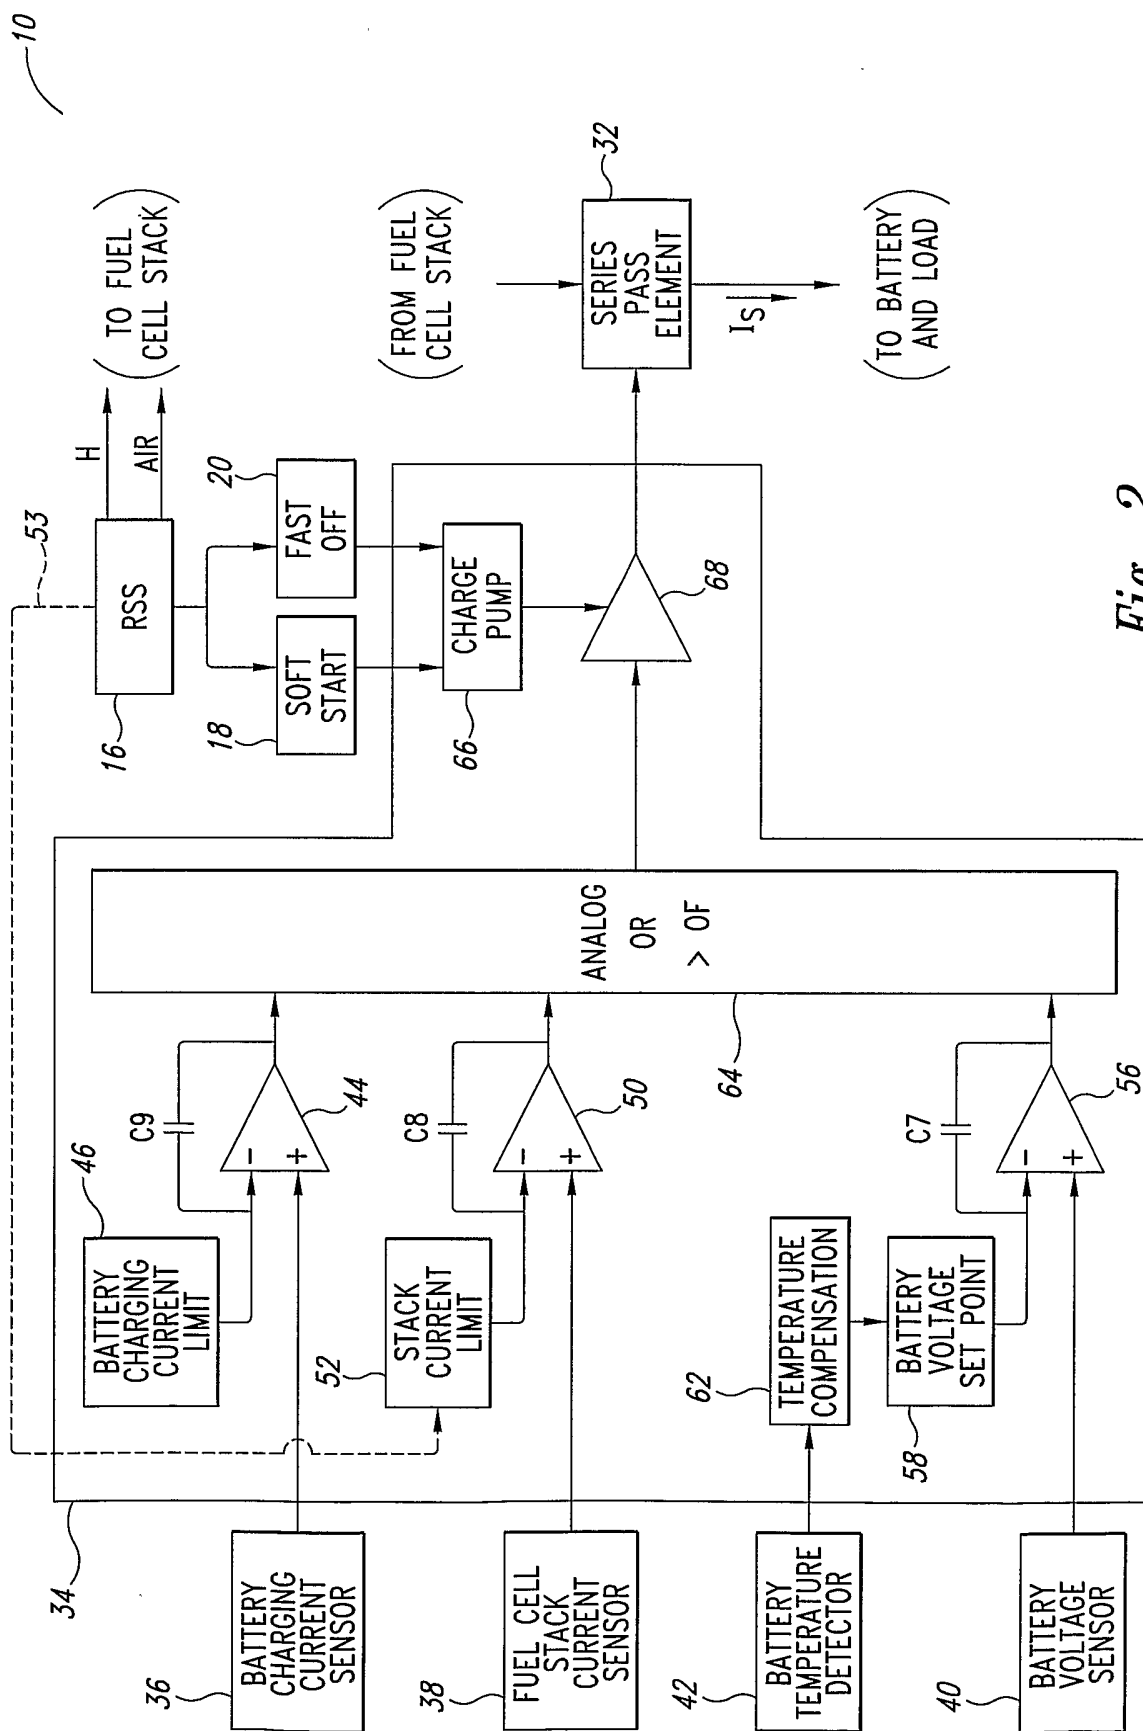 10
53
RSS
16
H
AIR
(TO FUEL
CELL STACK)
SOFT
START
18
FAST
OFF
20
(FROM FUEL
CELL STACK)
CHARGE
PUMP
66
68
SERIES
PASS
ELEMENT
32
IS
(TO BATTERY
AND LOAD)
34
BATTERY
CHARGING
CURRENT
SENSOR
36
BATTERY
CHARGING
CURRENT
LIMIT
46
C9
-
+
44
FUEL CELL
STACK
CURRENT
SENSOR
38
STACK
CURRENT
LIMIT
52
C8
-
+
50
ANALOG
OR
> OF
64
BATTERY
TEMPERATURE
DETECTOR
42
TEMPERATURE
COMPENSATION
62
BATTERY
VOLTAGE
SET POINT
58
C7
-
+
56
BATTERY
VOLTAGE
SENSOR
40
Fig. 2